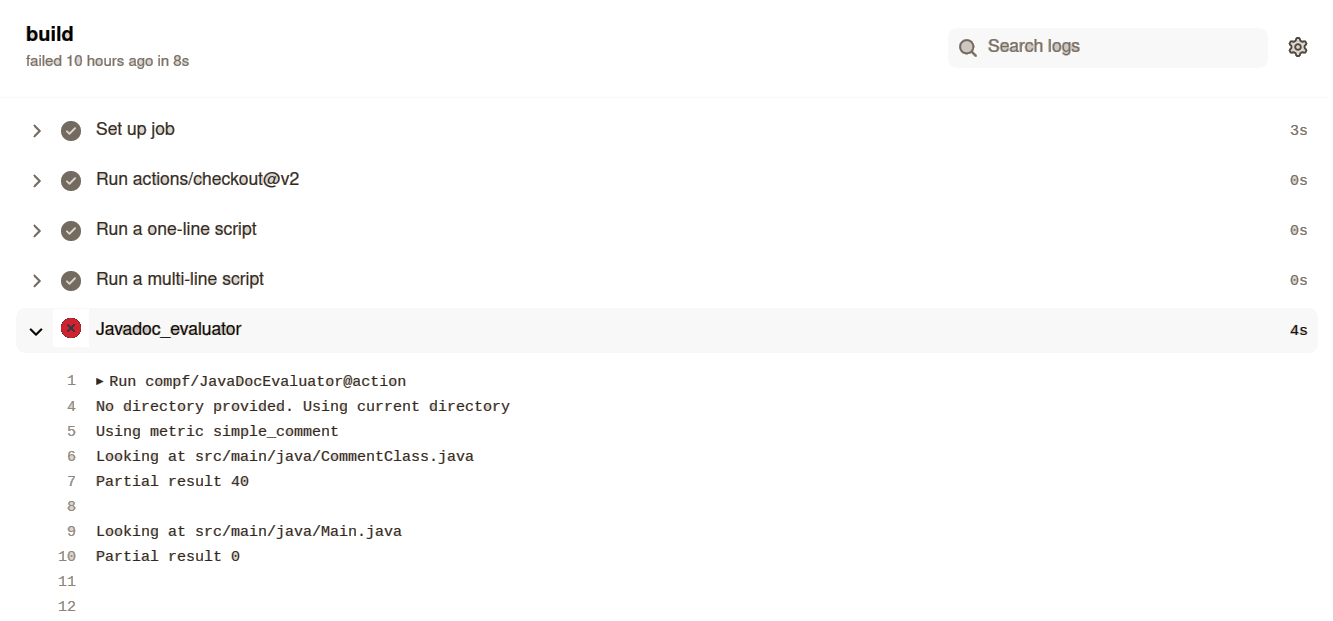 build
failed 10 hours ago in 8s
Search logs
Set up job 3s
Run actions/checkout@v2 0s
Run a one-line script 0s
Run a multi-line script 0s
Javadoc_evaluator 4s
1 ▶ Run compf/JavaDocEvaluator@action
4 No directory provided. Using current directory
5 Using metric simple_comment
6 Looking at src/main/java/CommentClass.java
7 Partial result 40
8
9 Looking at src/main/java/Main.java
10 Partial result 0
11
12